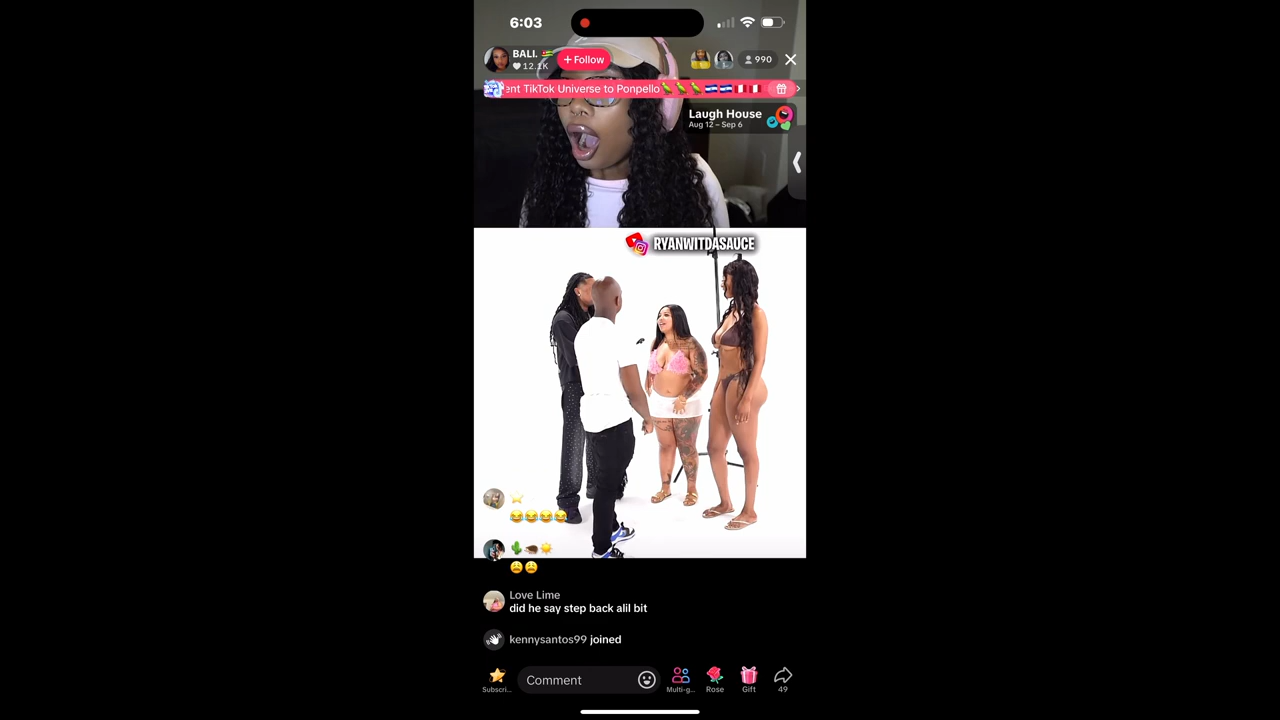 6:03
BALI. 🇲🇿
12.1K
+ Follow
990
ent TikTok Universe to Ponpello🦜🦜🦜🇸🇻🇸🇻🇵🇪🇵🇪
Laugh House
Aug 12 – Sep 6
RYANWITDASAUCE
⭐
😂😂😂😂
🌵🦔☀️
😩😩
Love Lime
did he say step back alil bit
kennysantos99 joined
Comment
Subscri...
Multi-g...
Rose
Gift
49